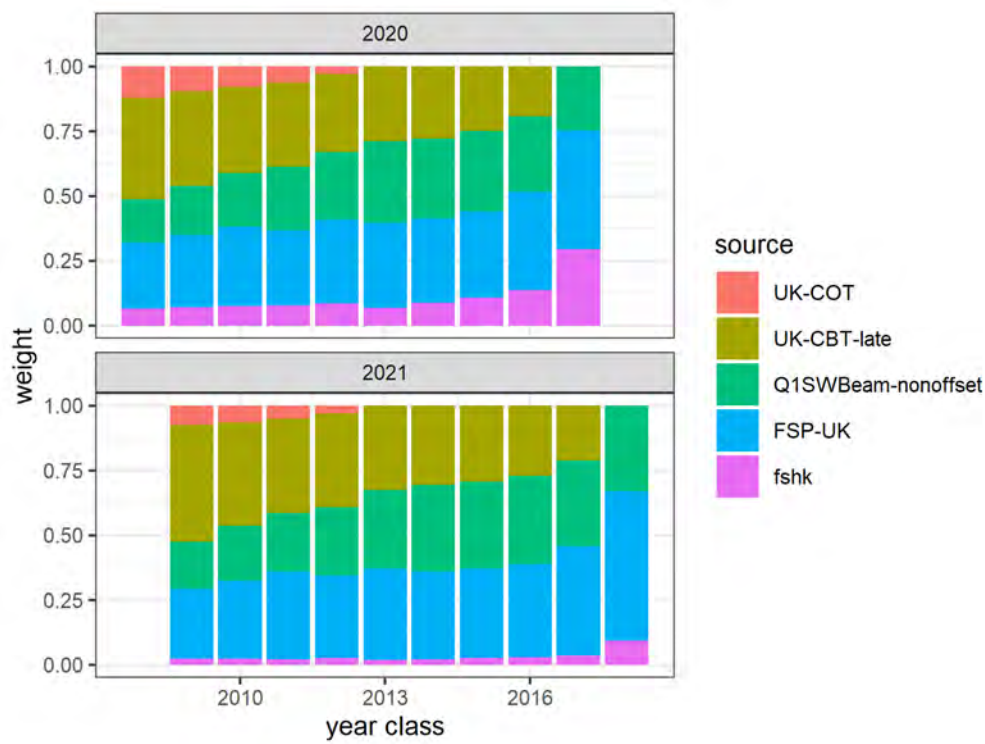 2020
1.00
0.75
0.50
0.25
0.00
2021
1.00
0.75
0.50
0.25
0.00
weight
2010
2013
2016
year class
source
UK-COT
UK-CBT-late
Q1SWBeam-nonoffset
FSP-UK
fshk